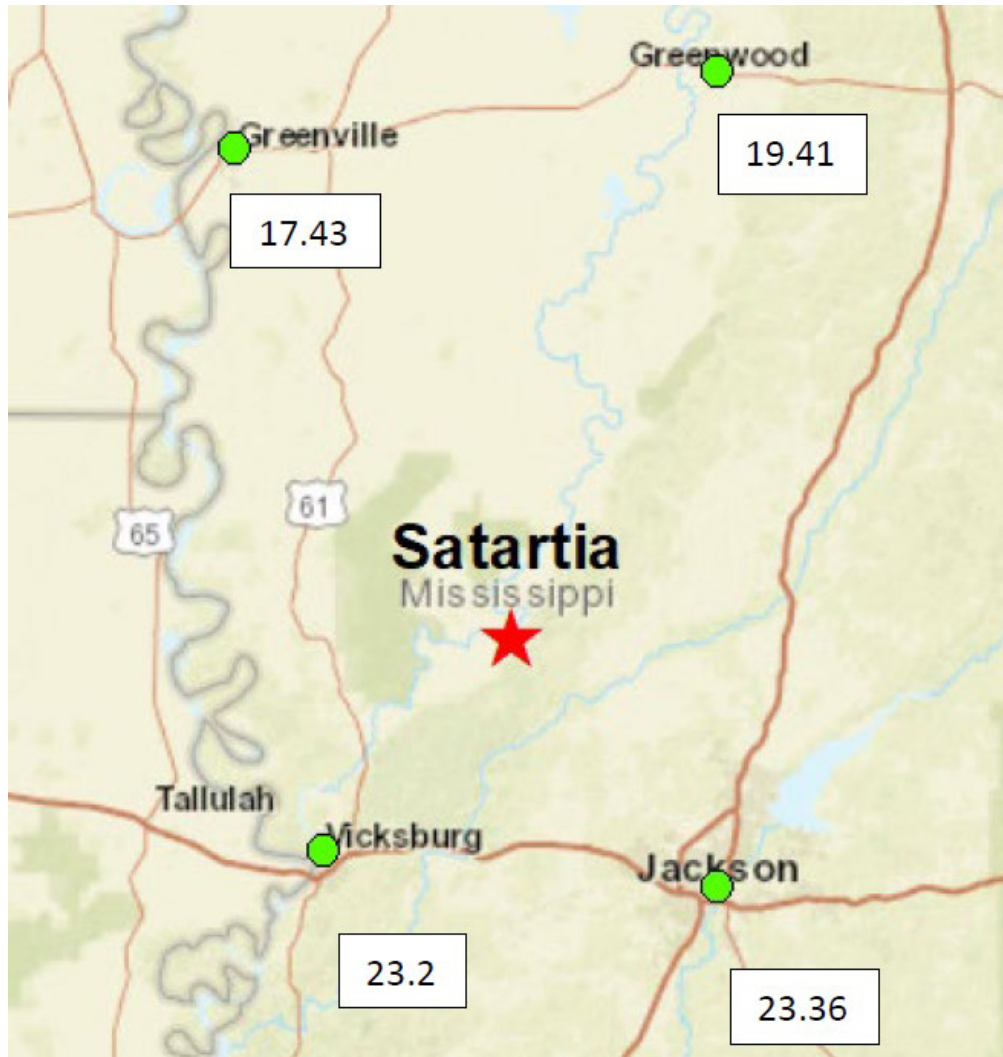 Greenwood
Greenville
19.41
17.43
61
65
Satartia
Mississippi
Tallulah
Vicksburg
Jackson
23.2
23.36